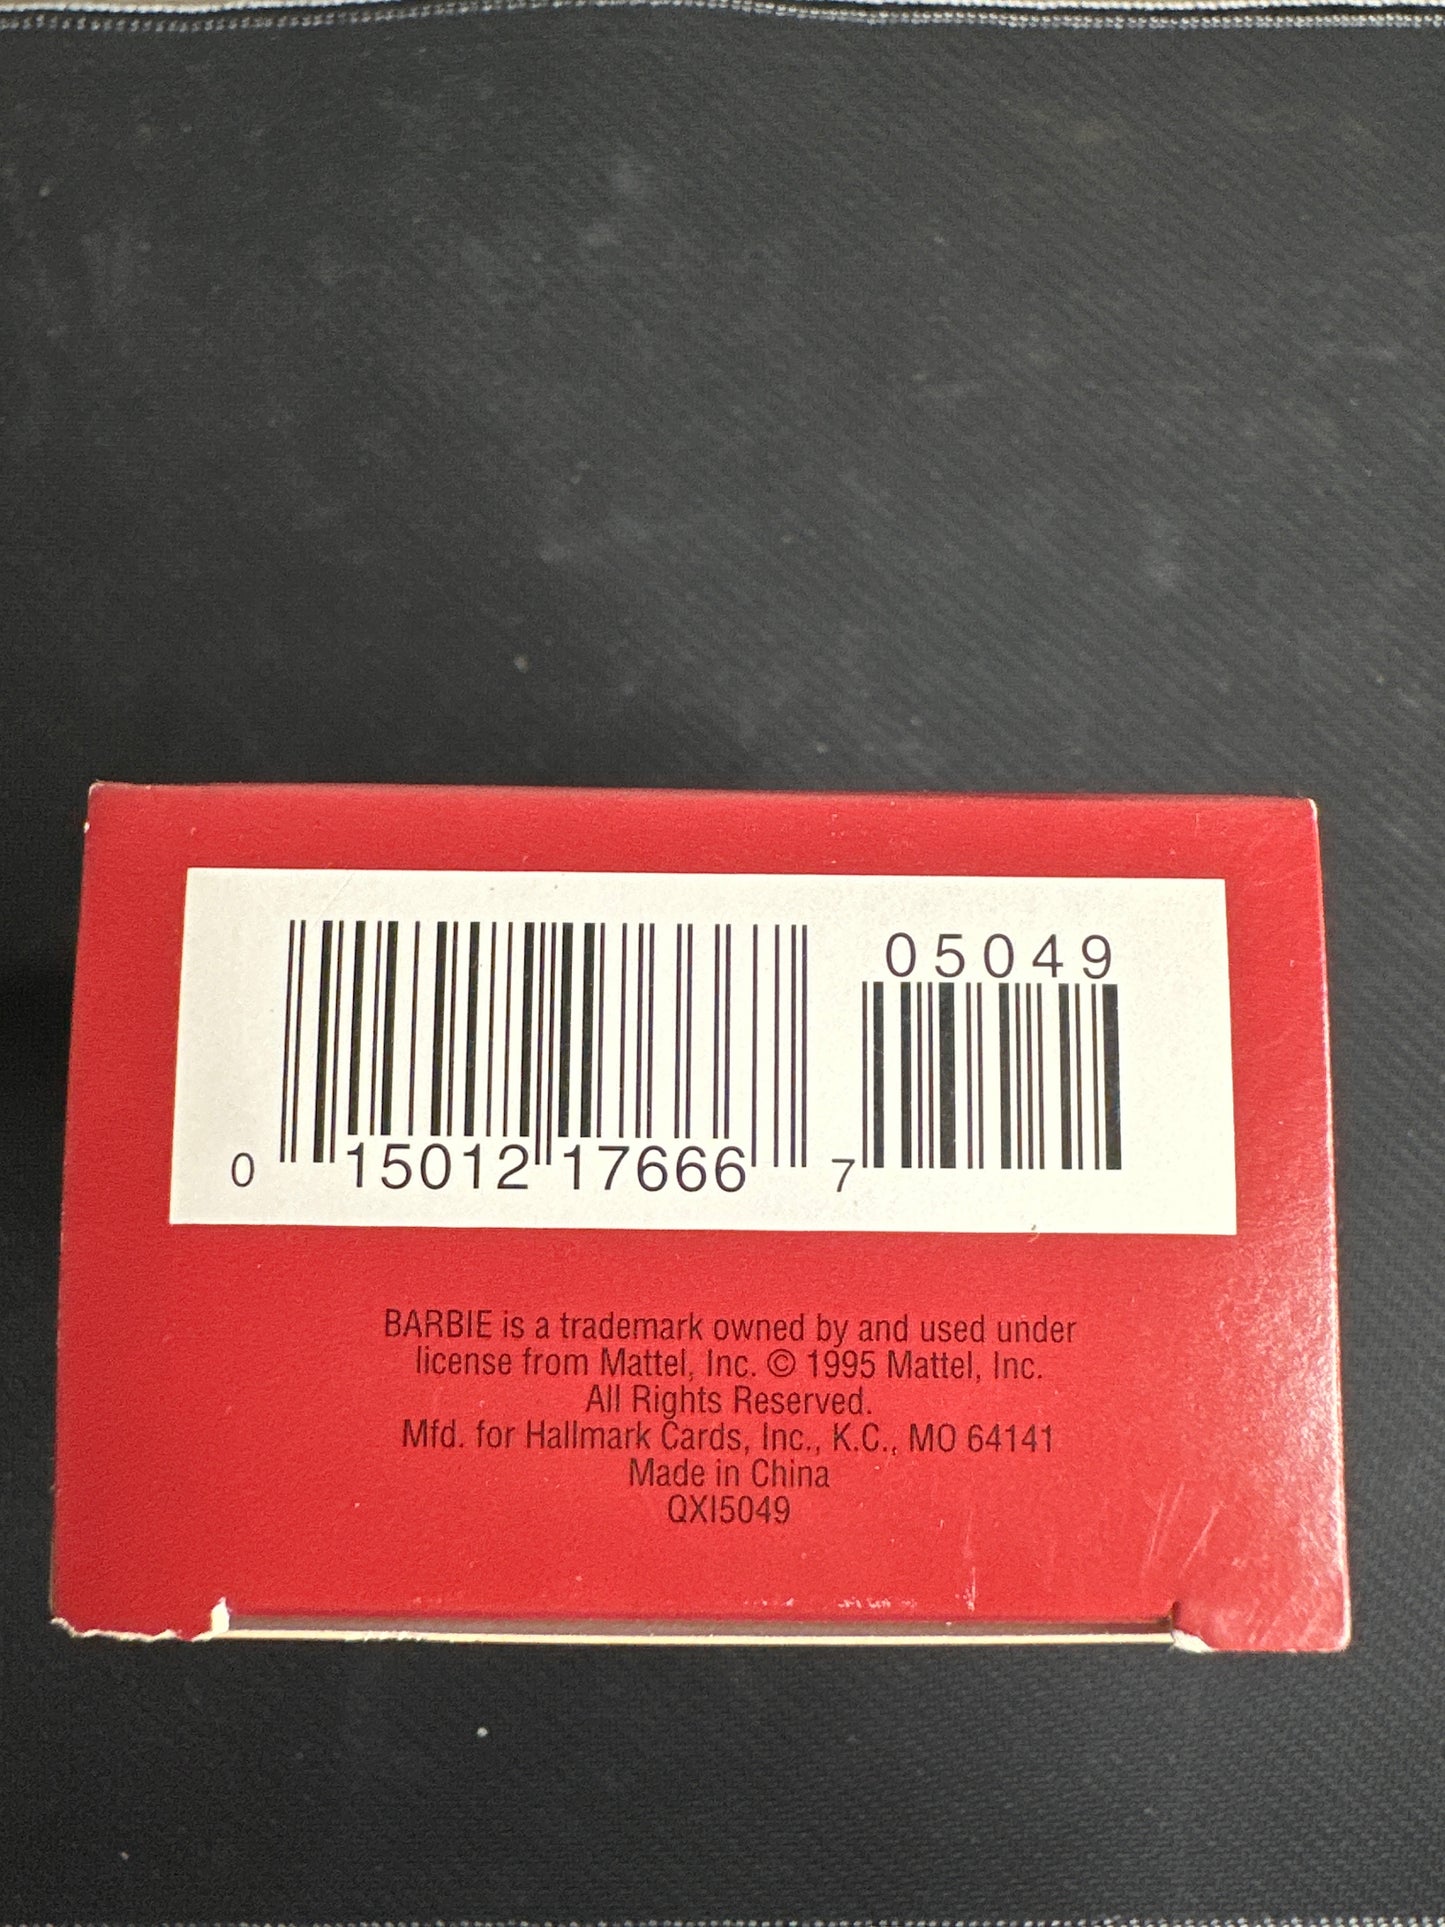 05049
0 15012 17666 7
BARBIE is a trademark owned by and used under
license from Mattel, Inc. © 1995 Mattel, Inc.
All Rights Reserved.
Mfd. for Hallmark Cards, Inc., K.C., MO 64141
Made in China
QXI5049